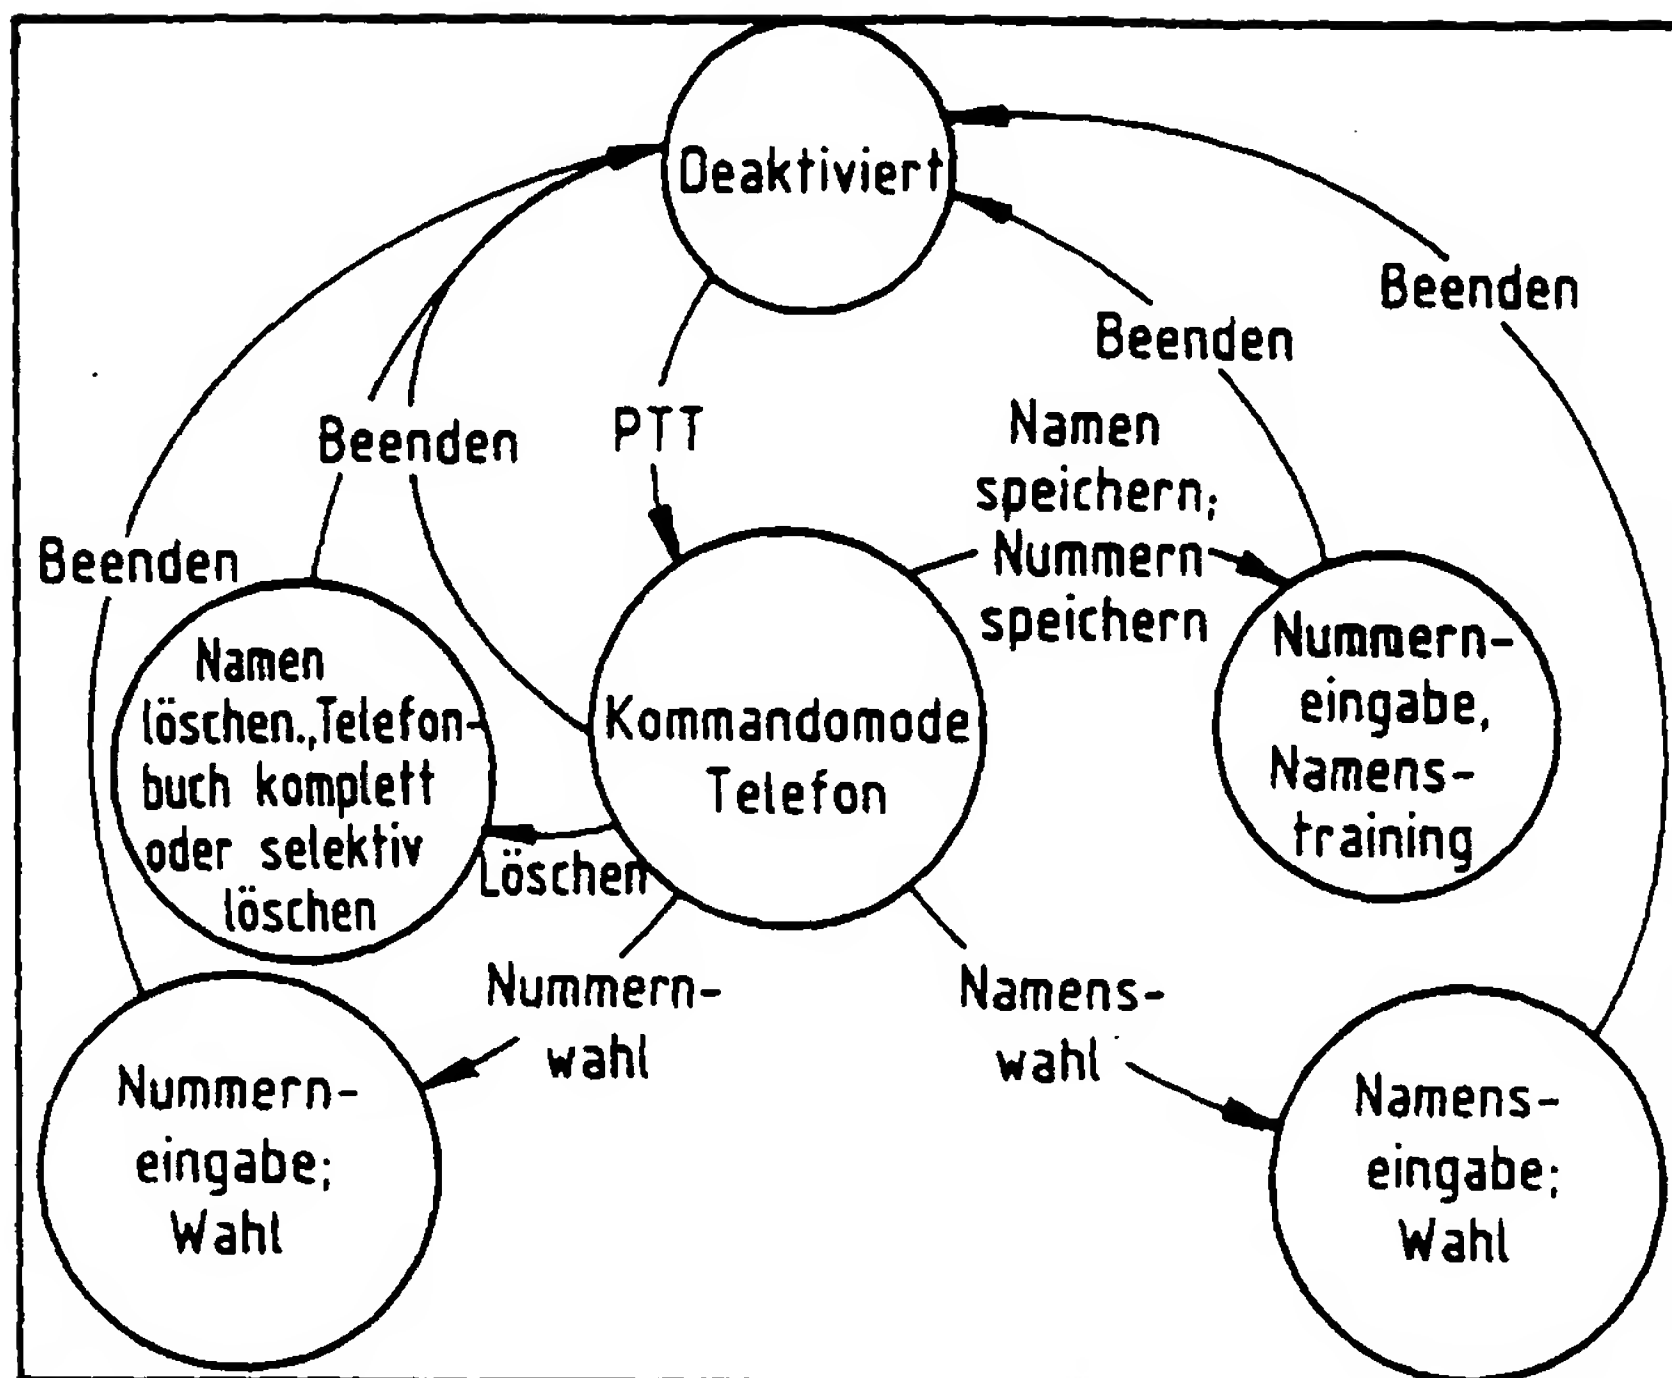 Deaktiviert
Beenden
Beenden
PTT
Beenden
Namen
speichern;
Nummern
speichern
Beenden
Namen
löschen.,Telefon-
buch komplett
oder selektiv
löschen
Kommandomode
Telefon
Nummern-
eingabe,
Namens-
training
Löschen
Nummern-
wahl
Namens-
wahl
Nummern-
eingabe;
Wahl
Namens-
eingabe;
Wahl